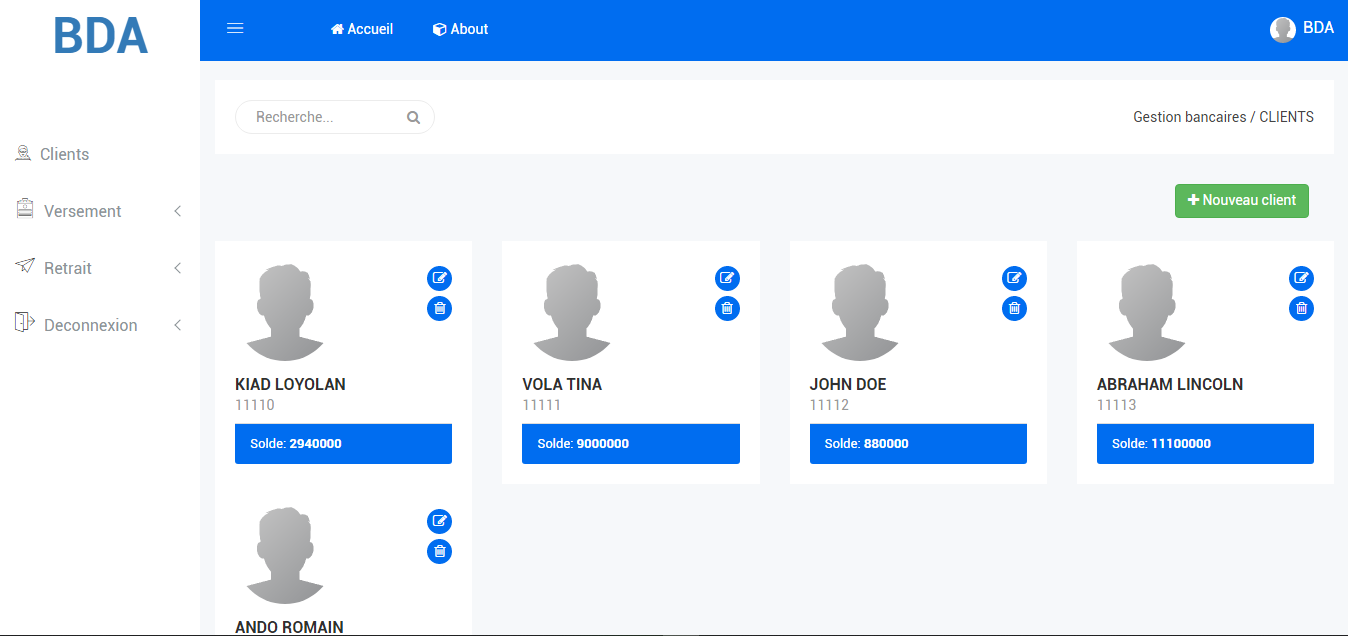 BDA
Accueil
About
BDA
Recherche...
Gestion bancaires / CLIENTS
Clients
Versement
Retrait
Deconnexion
Nouveau client
KIAD LOYOLAN
11110
Solde: 2940000
VOLA TINA
11111
Solde: 9000000
JOHN DOE
11112
Solde: 880000
ABRAHAM LINCOLN
11113
Solde: 11100000
ANDO ROMAIN